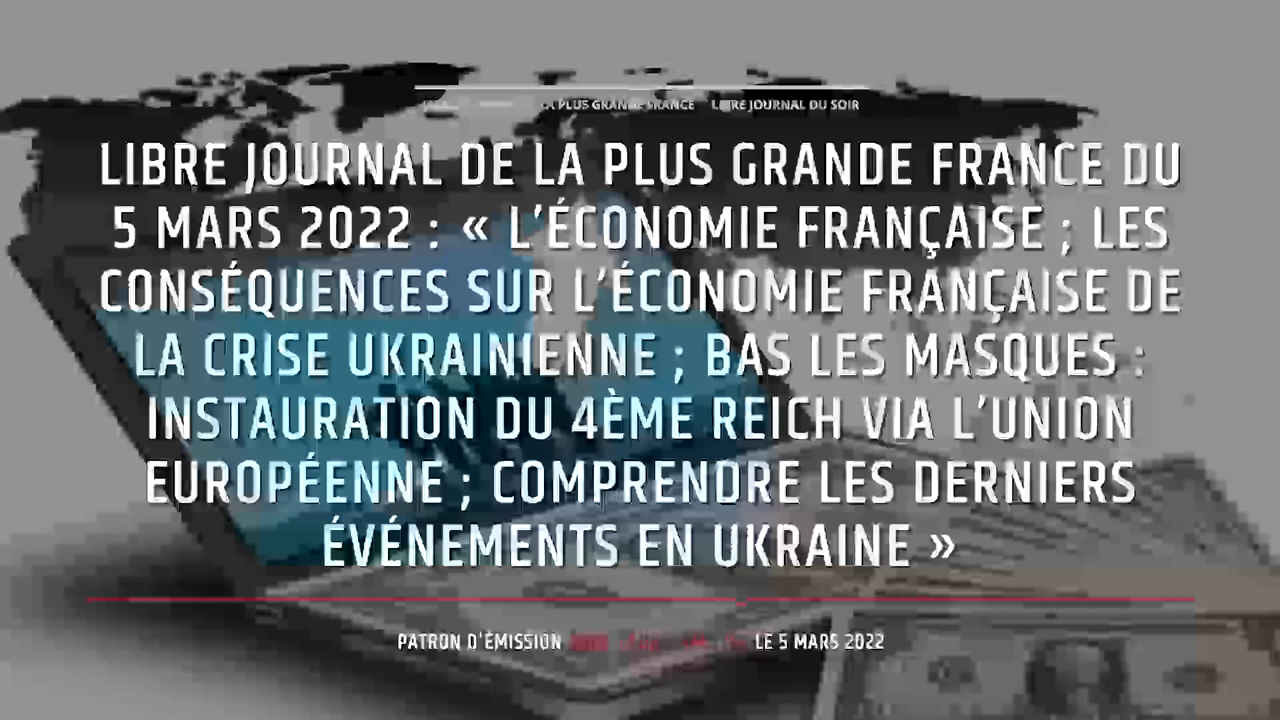 LA PLUS GRANDE FRANCE LIBRE JOURNAL DU SOIR
LIBRE JOURNAL DE LA PLUS GRANDE FRANCE DU
5 MARS 2022 : « L’ÉCONOMIE FRANÇAISE ; LES
CONSÉQUENCES SUR L’ÉCONOMIE FRANÇAISE DE
LA CRISE UKRAINIENNE ; BAS LES MASQUES :
INSTAURATION DU 4ÈME REICH VIA L’UNION
EUROPÉENNE ; COMPRENDRE LES DERNIERS
ÉVÉNEMENTS EN UKRAINE »
PATRON D'ÉMISSION LE 5 MARS 2022